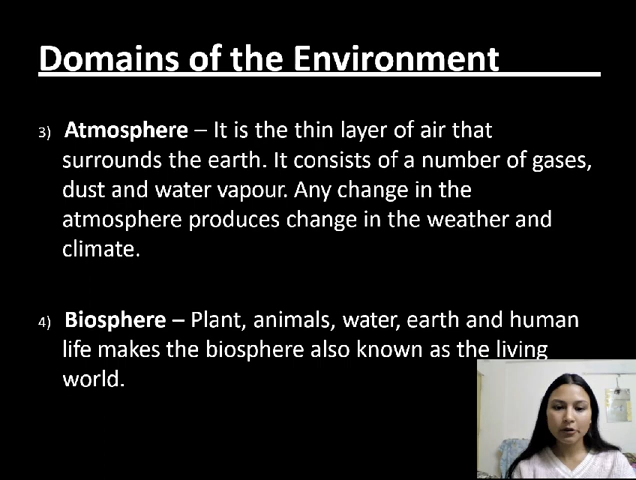 Domains of the Environment
3) Atmosphere – It is the thin layer of air that
surrounds the earth. It consists of a number of gases,
dust and water vapour. Any change in the
atmosphere produces change in the weather and
climate.
4) Biosphere – Plant, animals, water, earth and human
life makes the biosphere also known as the living
world.